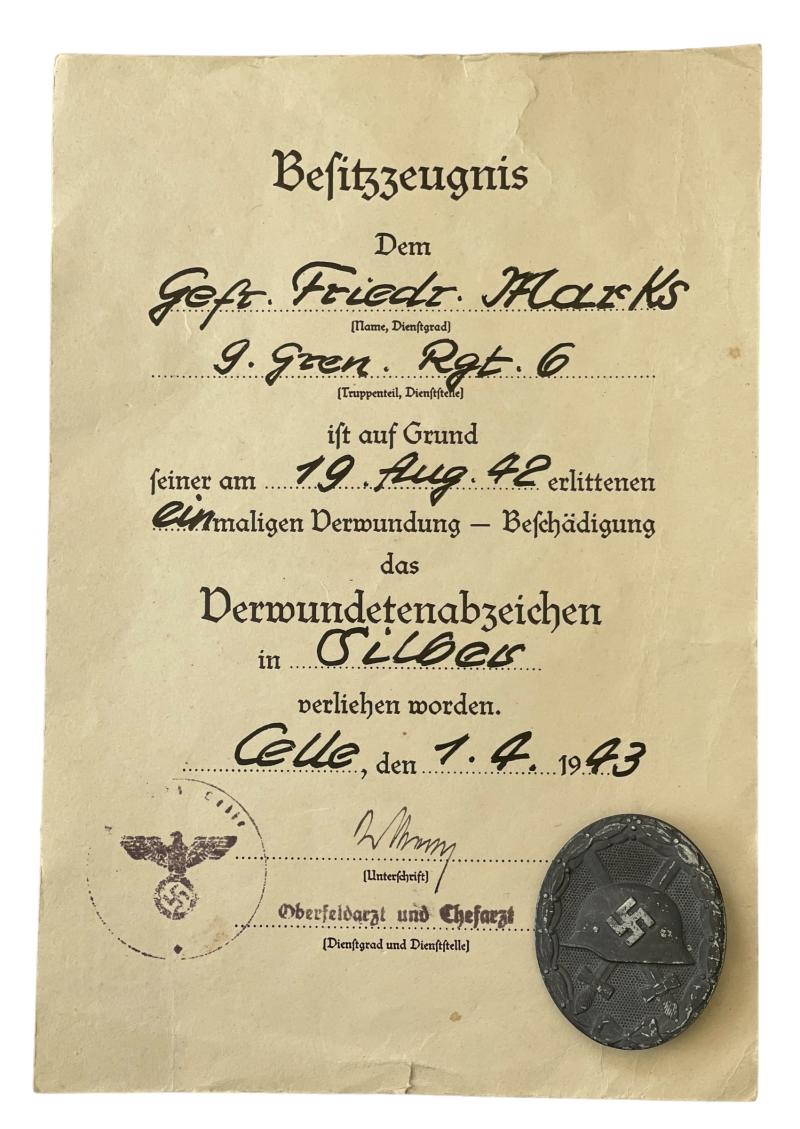 Besitzzeugnis
Dem
Gefr. Friedr. Marks
(Name, Dienstgrad)
9. Gren. Rgt. 6
(Truppenteil, Dienststelle)
ist auf Grund
seiner am 19. Aug. 42 erlittenen
einmaligen Verwundung – Beschädigung
das
Verwundetenabzeichen
in Silber
verliehen worden.
Celle, den 1. 4. 1943
(Unterschrift)
Oberfeldarzt und Chefarzt
(Dienstgrad und Dienststelle)